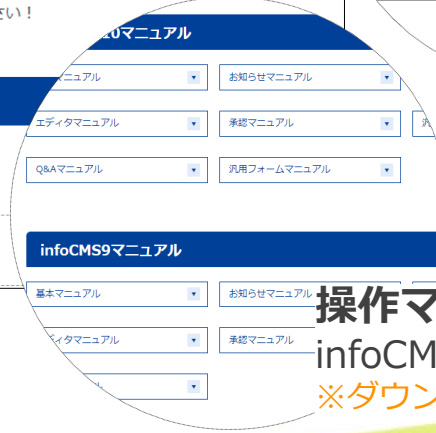 さい！
10マニュアル
マニュアル
お知らせマニュアル
エディタマニュアル
承認マニュアル
汎
Q&Aマニュアル
汎用フォームマニュアル
infoCMS9マニュアル
基本マニュアル
お知らせマニュアル
ディタマニュアル
承認マニュアル
操作マ
infoCM
※ダウン